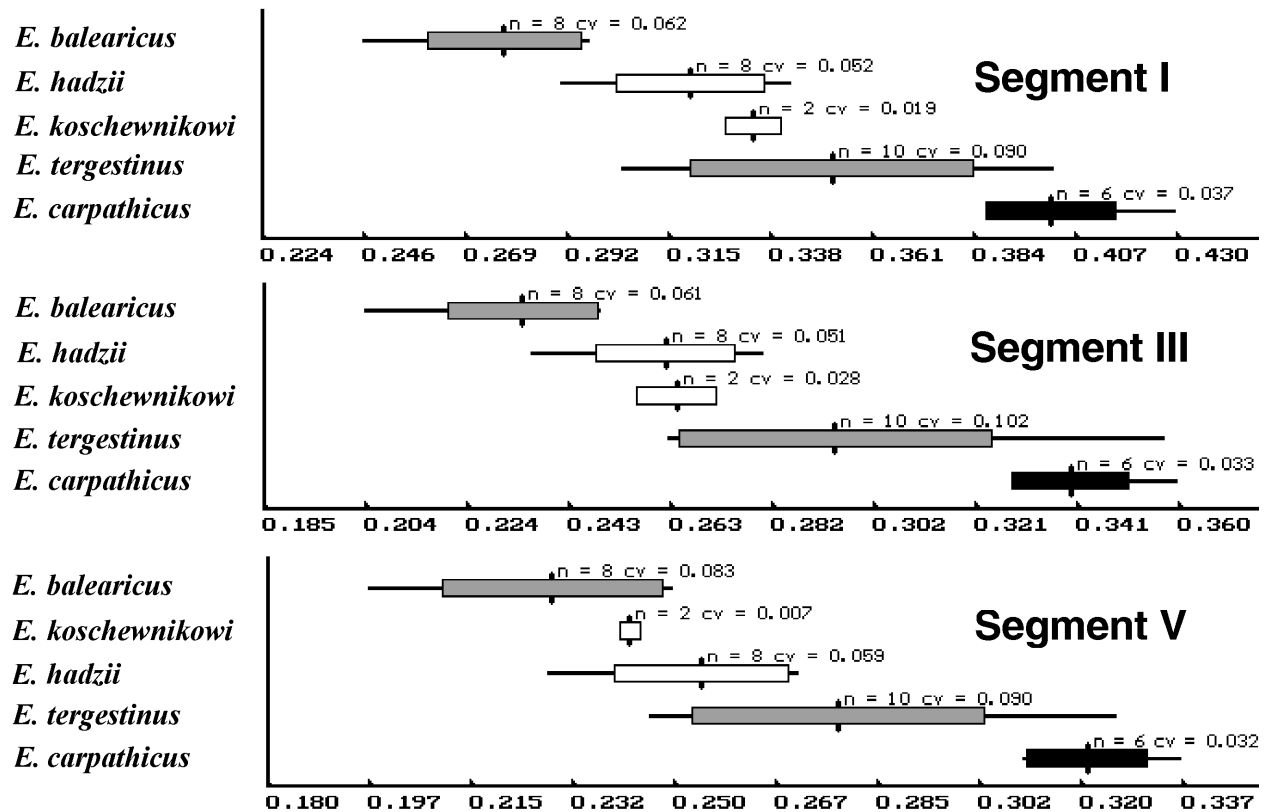 E. balearicus n = 8 cv = 0.062
E. hadzii n = 8 cv = 0.052 Segment I
E. koschewnikowi n = 2 cv = 0.019
E. tergestinus n = 10 cv = 0.090
E. carpathicus n = 6 cv = 0.037
0.224 0.246 0.269 0.292 0.315 0.338 0.361 0.384 0.407 0.430
E. balearicus n = 8 cv = 0.061
E. hadzii n = 8 cv = 0.051 Segment III
E. koschewnikowi n = 2 cv = 0.028
E. tergestinus n = 10 cv = 0.102
E. carpathicus n = 6 cv = 0.033
0.185 0.204 0.224 0.243 0.263 0.282 0.302 0.321 0.341 0.360
E. balearicus n = 8 cv = 0.083
E. koschewnikowi n = 2 cv = 0.007 Segment V
E. hadzii n = 8 cv = 0.059
E. tergestinus n = 10 cv = 0.090
E. carpathicus n = 6 cv = 0.032
0.180 0.197 0.215 0.232 0.250 0.267 0.285 0.302 0.320 0.337